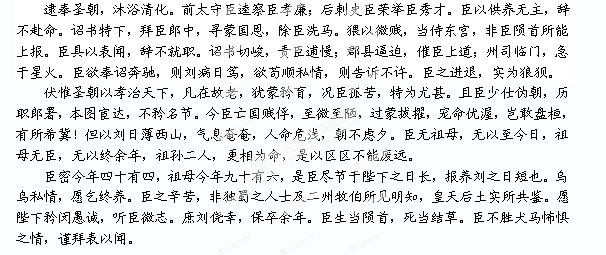 逮奉圣朝，沐浴清化。前太守臣逵察臣孝廉；后刺史臣荣举臣秀才。臣以供养无主，辞
不赴命。诏书特下，拜臣郎中，寻蒙国恩，除臣洗马。猥以微贱，当侍东宫，非臣陨首所能
上报。臣具以表闻，辞不就职。诏书切峻，责臣逋慢；郡县逼迫，催臣上道；州司临门，急
于星火。臣欲奉诏奔驰，则刘病日笃，欲苟顺私情，则告诉不许。臣之进退，实为狼狈。
伏惟圣朝以孝治天下，凡在故老，犹蒙矜育，况臣孤苦，特为尤甚。且臣少仕伪朝，历
职郎署，本图宦达，不矜名节。今臣亡国贱俘，至微至陋，过蒙拔擢，宠命优渥，岂敢盘桓，
有所希冀！但以刘日薄西山，气息奄奄，人命危浅，朝不虑夕。臣无祖母，无以至今日，祖
母无臣，无以终余年，祖孙二人，更相为命，是以区区不能废远。
臣密今年四十有四，祖母今年九十有六，是臣尽节于陛下之日长，报养刘之日短也。乌
鸟私情，愿乞终养。臣之辛苦，非独蜀之人士及二州牧伯所见明知，皇天后土实所共鉴。愿
陛下矜闵愚诚，听臣微志。庶刘侥幸，保卒余年。臣生当陨首，死当结草。臣不胜犬马怖惧
之情，谨拜表以闻。